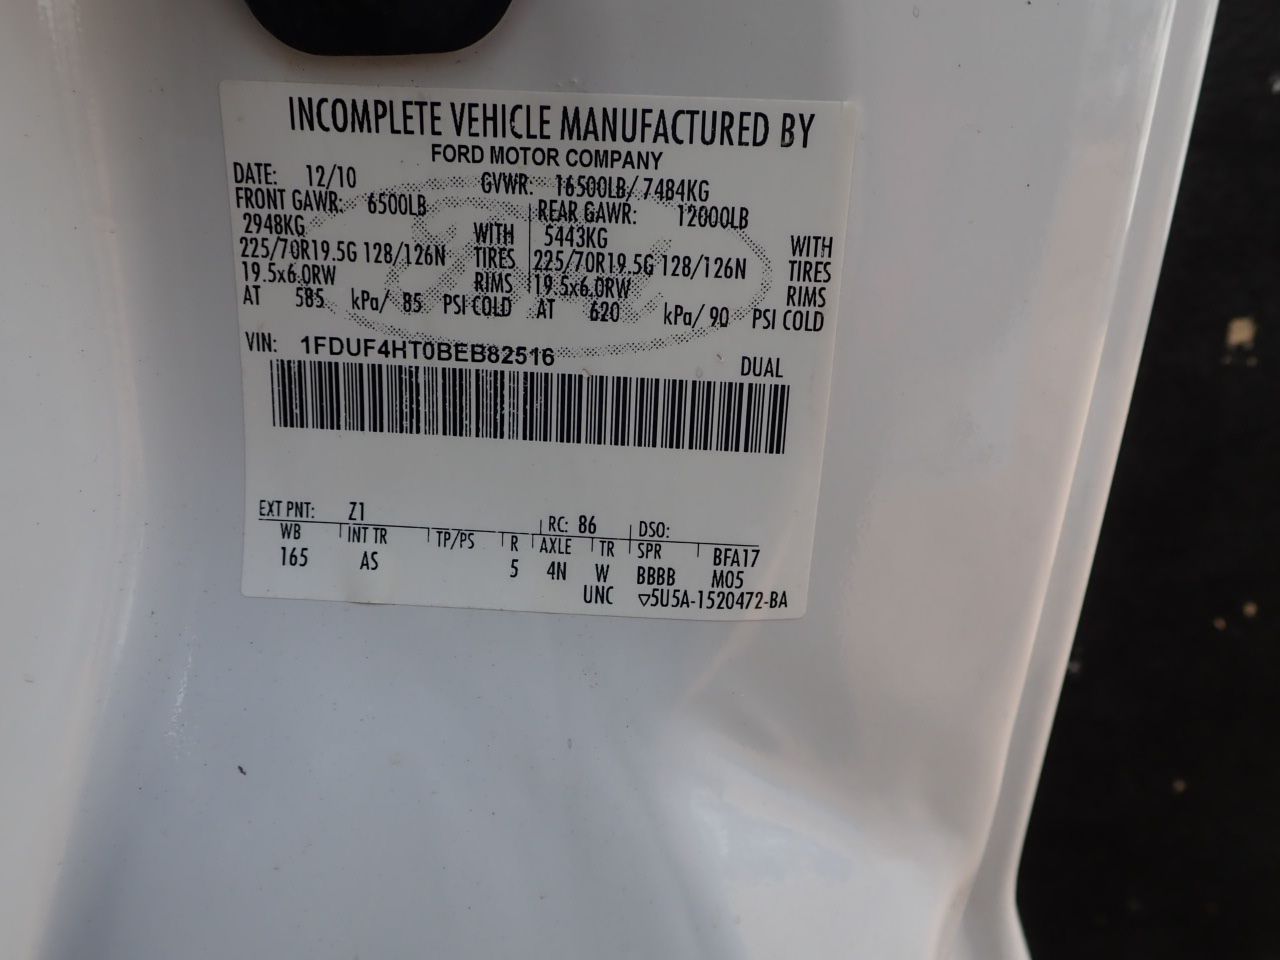 INCOMPLETE VEHICLE MANUFACTURED BY
FORD MOTOR COMPANY
DATE: 12/10 GVWR: 16500LB/ 7484KG
FRONT GAWR: 6500LB REAR GAWR: 12000LB
2948KG WITH 5443KG WITH
225/70R19.5G 128/126N TIRES 225/70R19.5G 128/126N TIRES
19.5x6.0RW RIMS 19.5x6.0RW RIMS
AT 585 kPa/ 85 PSI COLD AT 620 kPa/ 90 PSI COLD
VIN: 1FDUF4HT0BEB82516 DUAL
EXT PNT: Z1 RC: 86 DSO:
WB INT TR TP/PS R AXLE TR SPR BFA17
165 AS 5 4N W BBBB M05
UNC ▽5U5A-1520472-BA